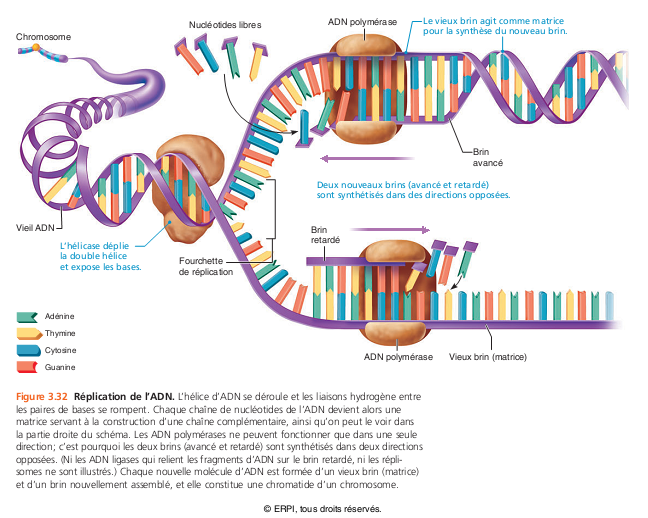 Nucléotides libres
ADN polymérase
Le vieux brin agit comme matrice
pour la synthèse du nouveau brin.
Chromosome
Brin
avancé
Deux nouveaux brins (avancé et retardé)
sont synthétisés dans des directions opposées.
Vieil ADN
L'hélicase déplie
la double hélice
et expose les bases.
Fourchette
de réplication
Brin
retardé
Adénine
Thymine
Cytosine
Guanine
ADN polymérase
Vieux brin (matrice)
Figure 3.32 Réplication de l'ADN. L'hélice d'ADN se déroule et les liaisons hydrogène entre
les paires de bases se rompent. Chaque chaîne de nucléotides de l'ADN devient alors une
matrice servant à la construction d'une chaîne complémentaire, ainsi qu'on peut le voir dans
la partie droite du schéma. Les ADN polymérases ne peuvent fonctionner que dans une seule
direction; c'est pourquoi les deux brins (avancé et retardé) sont synthétisés dans deux directions
opposées. (Ni les ADN ligases qui relient les fragments d'ADN sur le brin retardé, ni les répli-
somes ne sont illustrés.) Chaque nouvelle molécule d'ADN est formée d'un vieux brin (matrice)
et d'un brin nouvellement assemblé, et elle constitue une chromatide d'un chromosome.
© ERPI, tous droits réservés.